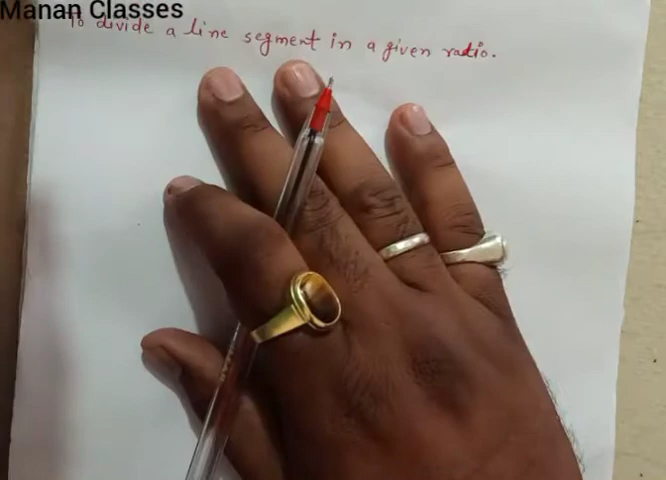 Manan Classes
To divide a line segment in a given ratio.